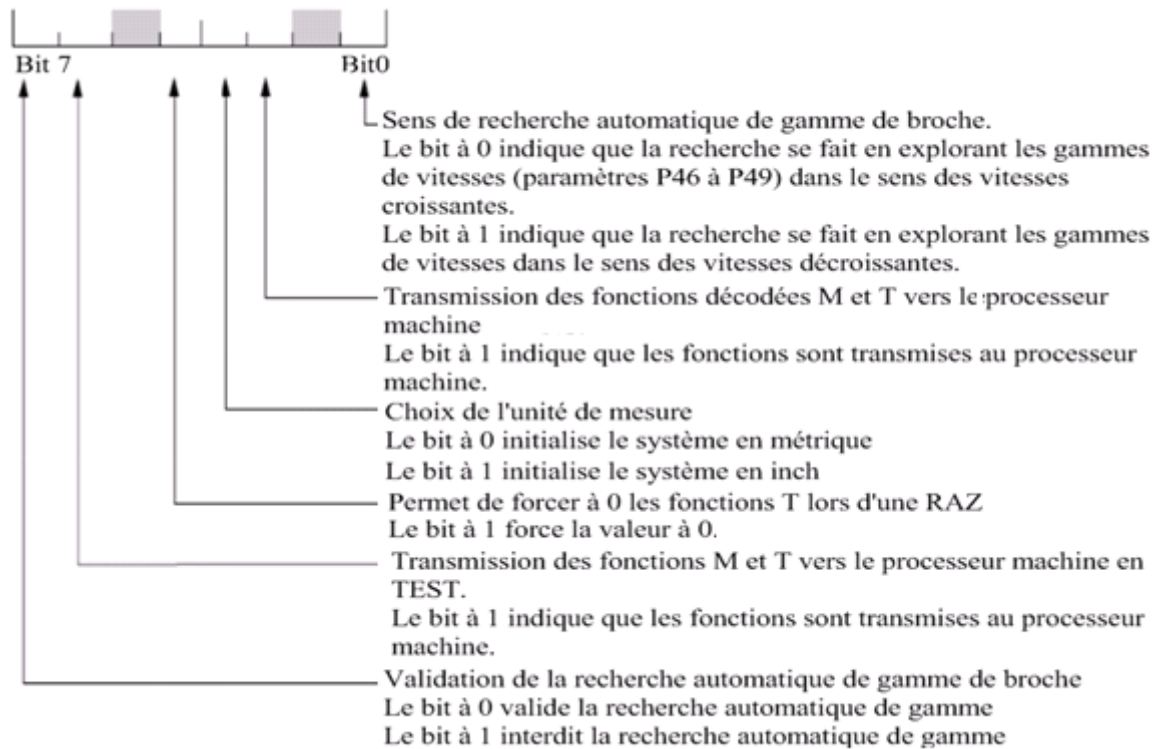 Bit 7 Bit0
Sens de recherche automatique de gamme de broche.
Le bit à 0 indique que la recherche se fait en explorant les gammes
de vitesses (paramètres P46 à P49) dans le sens des vitesses
croissantes.
Le bit à 1 indique que la recherche se fait en explorant les gammes
de vitesses dans le sens des vitesses décroissantes.
Transmission des fonctions décodées M et T vers le processeur
machine
Le bit à 1 indique que les fonctions sont transmises au processeur
machine.
Choix de l'unité de mesure
Le bit à 0 initialise le système en métrique
Le bit à 1 initialise le système en inch
Permet de forcer à 0 les fonctions T lors d'une RAZ
Le bit à 1 force la valeur à 0.
Transmission des fonctions M et T vers le processeur machine en
TEST.
Le bit à 1 indique que les fonctions sont transmises au processeur
machine.
Validation de la recherche automatique de gamme de broche
Le bit à 0 valide la recherche automatique de gamme
Le bit à 1 interdit la recherche automatique de gamme